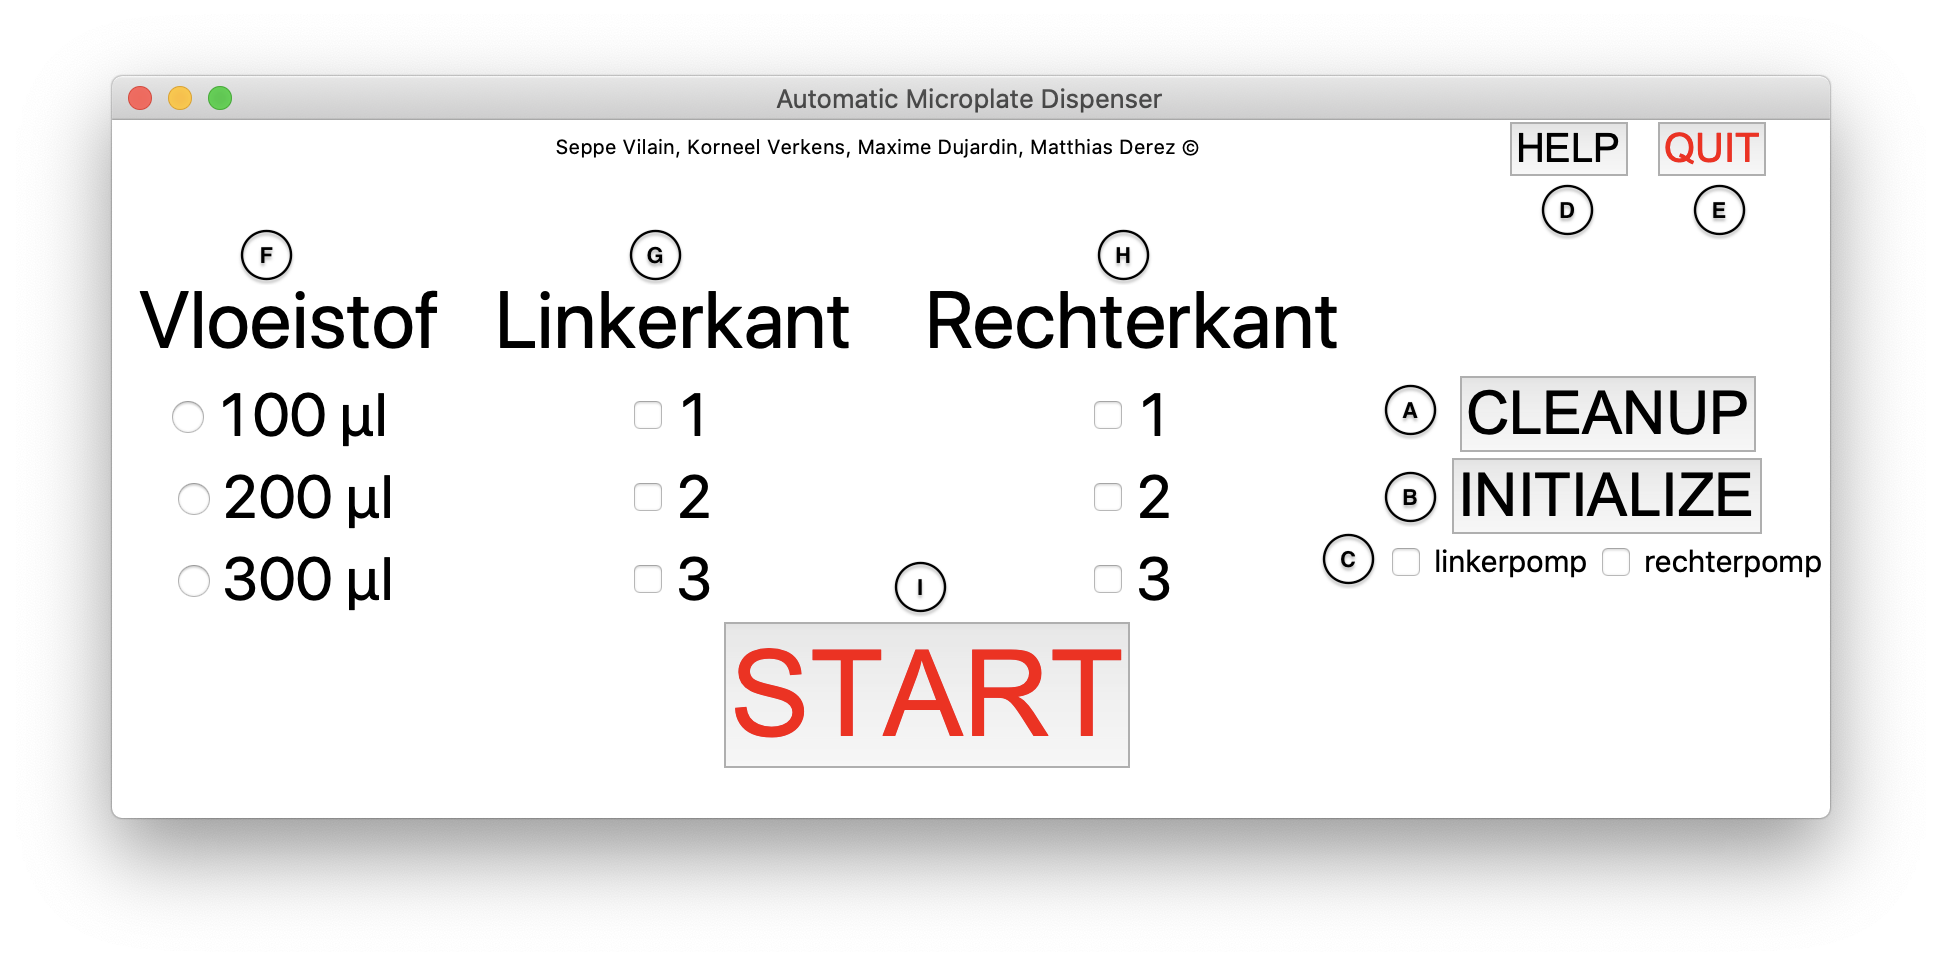 Automatic Microplate Dispenser
Seppe Vilain, Korneel Verkens, Maxime Dujardin, Matthias Derez ©
HELP QUIT
D E
F G H
Vloeistof Linkerkant Rechterkant
100 µl 1 1 A CLEANUP
200 µl 2 2 B INITIALIZE
C linkerpomp rechterpomp
300 µl 3 I 3
START